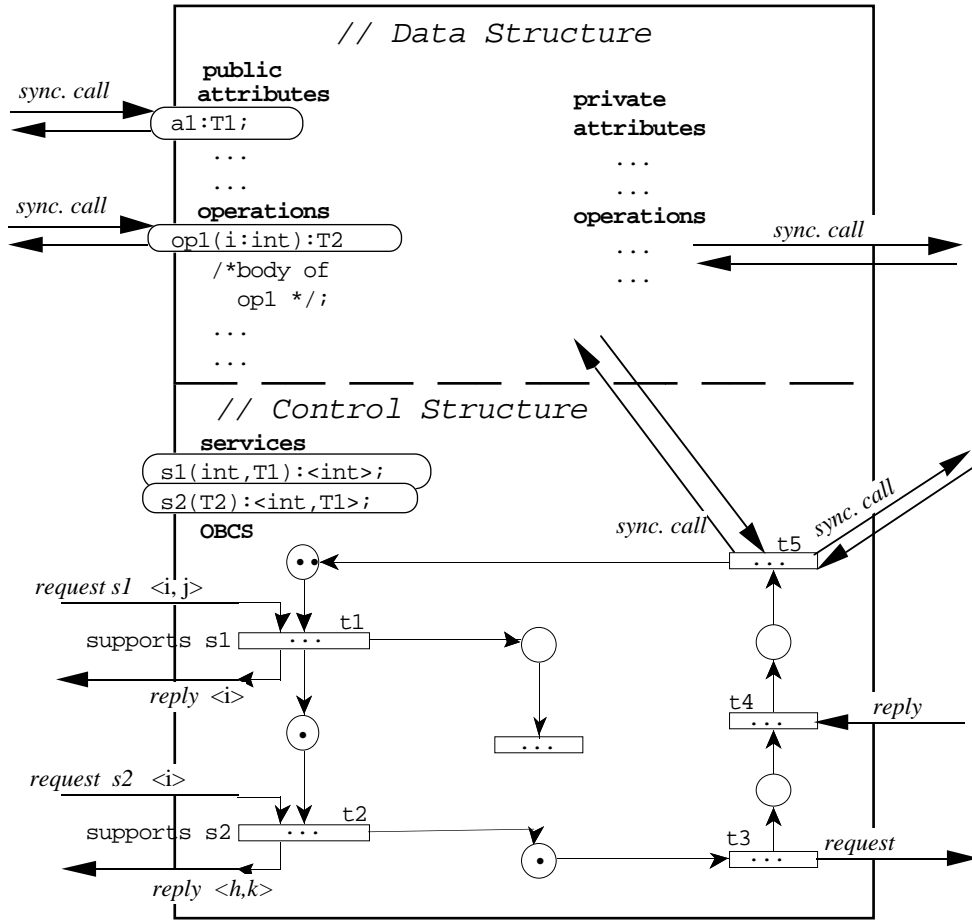 // Data Structure
public
attributes
sync. call
a1:T1;
...
...
private
attributes
...
...
operations
...
...
sync. call
operations
sync. call
op1(i:int):T2
/*body of
op1 */;
...
...
// Control Structure
services
s1(int,T1):<int>;
s2(T2):<int,T1>;
OBCS
sync. call
sync. call
t5
...
request s1 <i, j>
supports s1
...
t1
reply <i>
...
t4
...
reply
request s2 <i>
supports s2
...
t2
reply <h,k>
t3
...
request